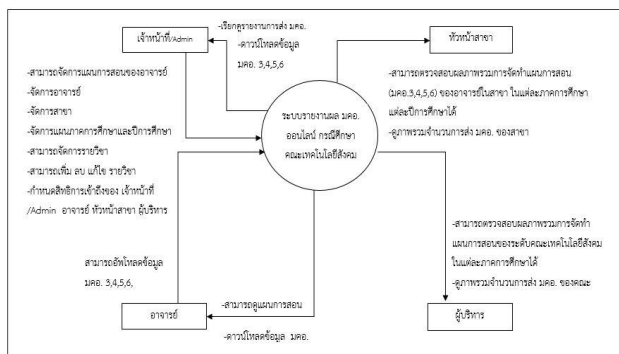 เจ้าหน้าที่/Admin
-เรียกดูรายงานการส่ง มคอ.
-ดาวน์โหลดข้อมูล
มคอ. 3,4,5,6
หัวหน้าสาขา
-สามารถจัดการแผนการสอนของอาจารย์
-จัดการอาจารย์
-จัดการสาขา
-จัดการแผนภาคการศึกษาและปีการศึกษา
-สามารถจัดการรายวิชา
-สามารถเพิ่ม ลบ แก้ไข รายวิชา
-กำหนดสิทธิการเข้าถึงของ เจ้าหน้าที่
/Admin อาจารย์ หัวหน้าสาขา ผู้บริหาร
ระบบรายงานผล มคอ.
ออนไลน์ กรณีศึกษา
คณะเทคโนโลยีสังคม
-สามารถตรวจสอบผลภาพรวมการจัดทำแผนการสอน
(มคอ.3,4,5,6) ของอาจารย์ในสาขา ในแต่ละภาคการศึกษา
แต่ละปีการศึกษาได้
-ดูภาพรวมจำนวนการส่ง มคอ. ของสาขา
สามารถอัพโหลดข้อมูล
มคอ. 3,4,5,6,
-สามารถตรวจสอบผลภาพรวมการจัดทำ
แผนการสอนของระดับคณะเทคโนโลยีสังคม
ในแต่ละภาคการศึกษาได้
-ดูภาพรวมจำนวนการส่ง มคอ. ของคณะ
อาจารย์
-สามารถดูแผนการสอน
-ดาวน์โหลดข้อมูล มคอ.
ผู้บริหาร